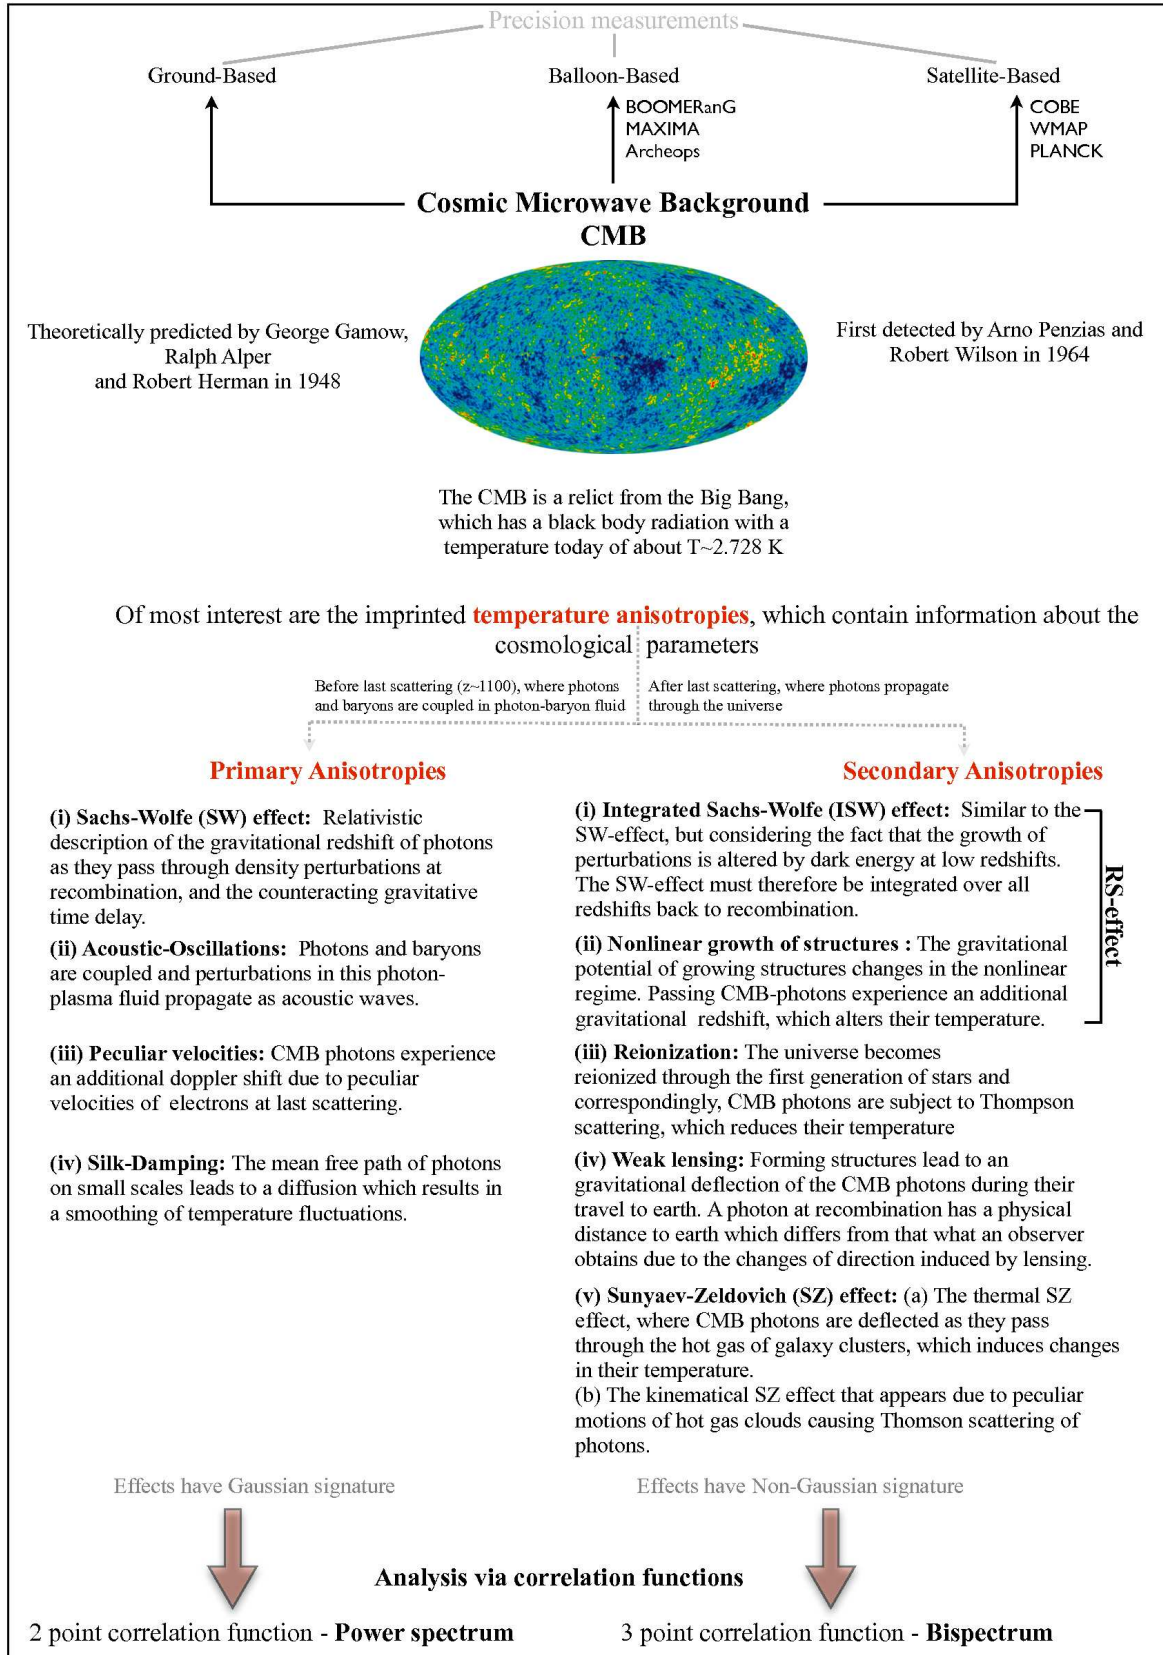 Precision measurements
Ground-Based
Balloon-Based
Satellite-Based
BOOMERanG
MAXIMA
Archeops
COBE
WMAP
PLANCK
Cosmic Microwave Background
CMB
Theoretically predicted by George Gamow,
Ralph Alper
and Robert Herman in 1948
First detected by Arno Penzias and
Robert Wilson in 1964
The CMB is a relict from the Big Bang,
which has a black body radiation with a
temperature today of about T~2.728 K
Of most interest are the imprinted temperature anisotropies, which contain information about the
cosmological parameters
Before last scattering (z~1100), where photons
and baryons are coupled in photon-baryon fluid
After last scattering, where photons propagate
through the universe
Primary Anisotropies
(i) Sachs-Wolfe (SW) effect: Relativistic
description of the gravitational redshift of photons
as they pass through density perturbations at
recombination, and the counteracting gravitative
time delay.
(ii) Acoustic-Oscillations: Photons and baryons
are coupled and perturbations in this photon-
plasma fluid propagate as acoustic waves.
(iii) Peculiar velocities: CMB photons experience
an additional doppler shift due to peculiar
velocities of electrons at last scattering.
(iv) Silk-Damping: The mean free path of photons
on small scales leads to a diffusion which results in
a smoothing of temperature fluctuations.
Secondary Anisotropies
(i) Integrated Sachs-Wolfe (ISW) effect: Similar to the
SW-effect, but considering the fact that the growth of
perturbations is altered by dark energy at low redshifts.
The SW-effect must therefore be integrated over all
redshifts back to recombination.
(ii) Nonlinear growth of structures : The gravitational
potential of growing structures changes in the nonlinear
regime. Passing CMB-photons experience an additional
gravitational redshift, which alters their temperature.
RS-effect
(iii) Reionization: The universe becomes
reionized through the first generation of stars and
correspondingly, CMB photons are subject to Thompson
scattering, which reduces their temperature
(iv) Weak lensing: Forming structures lead to an
gravitational deflection of the CMB photons during their
travel to earth. A photon at recombination has a physical
distance to earth which differs from that what an observer
obtains due to the changes of direction induced by lensing.
(v) Sunyaev-Zeldovich (SZ) effect: (a) The thermal SZ
effect, where CMB photons are deflected as they pass
through the hot gas of galaxy clusters, which induces changes
in their temperature.
(b) The kinematical SZ effect that appears due to peculiar
motions of hot gas clouds causing Thomson scattering of
photons.
Effects have Gaussian signature
Effects have Non-Gaussian signature
Analysis via correlation functions
2 point correlation function - Power spectrum
3 point correlation function - Bispectrum